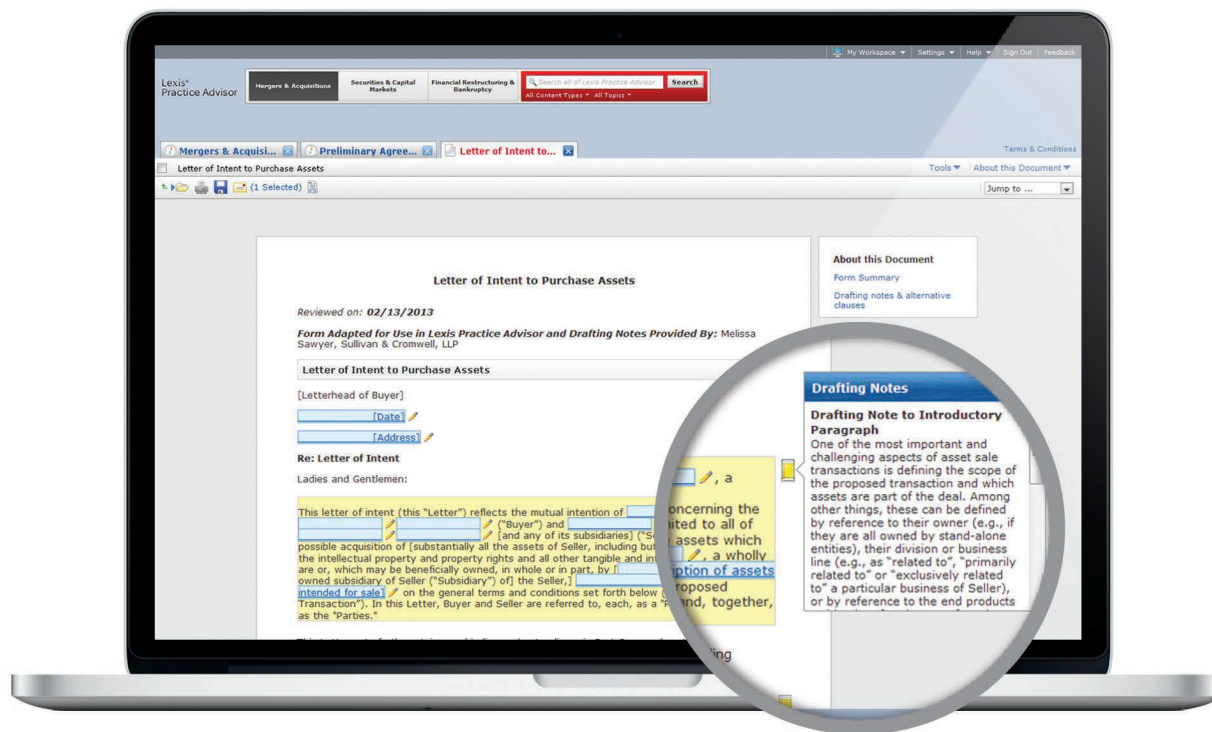 My Workspace Settings Help Sign Out Feedback
Lexis®
Practice Advisor
Mergers & Acquisitions
Securities & Capital
Markets
Financial Restructuring &
Bankruptcy
Search all of Lexis Practice Advisor
Search
All Content Types All Topics
Mergers & Acquisi...
Preliminary Agree...
Letter of Intent to...
Terms & Conditions
Letter of Intent to Purchase Assets
Tools About this Document
(1 Selected)
Jump to ...
Letter of Intent to Purchase Assets
Reviewed on: 02/13/2013
Form Adapted for Use in Lexis Practice Advisor and Drafting Notes Provided By: Melissa
Sawyer, Sullivan & Cromwell, LLP
Letter of Intent to Purchase Assets
[Letterhead of Buyer]
[Date]
[Address]
Re: Letter of Intent
Ladies and Gentlemen:
This letter of intent (this "Letter") reflects the mutual intention of , a
("Buyer") and concerning the
[and any of its subsidiaries]
possible acquisition of [substantially all the assets of Seller, including all of
the intellectual property and property rights and all other tangible and assets which
are or, which may be beneficially owned, in whole or in part, by [ , a wholly
owned subsidiary of Seller ("Subsidiary") of] the Seller,] of assets
intended for sale] on the general terms and conditions set forth below
Transaction"). In this Letter, Buyer and Seller are referred to, each, as a and, together,
as the "Parties."
About this Document
Form Summary
Drafting notes & alternative
clauses
Drafting Notes
Drafting Note to Introductory
Paragraph
One of the most important and
challenging aspects of asset sale
transactions is defining the scope of
the proposed transaction and which
assets are part of the deal. Among
other things, these can be defined
by reference to their owner (e.g., if
they are all owned by stand-alone
entities), their division or business
line (e.g., as "related to", "primarily
related to" or "exclusively related
to" a particular business of Seller),
or by reference to the end products